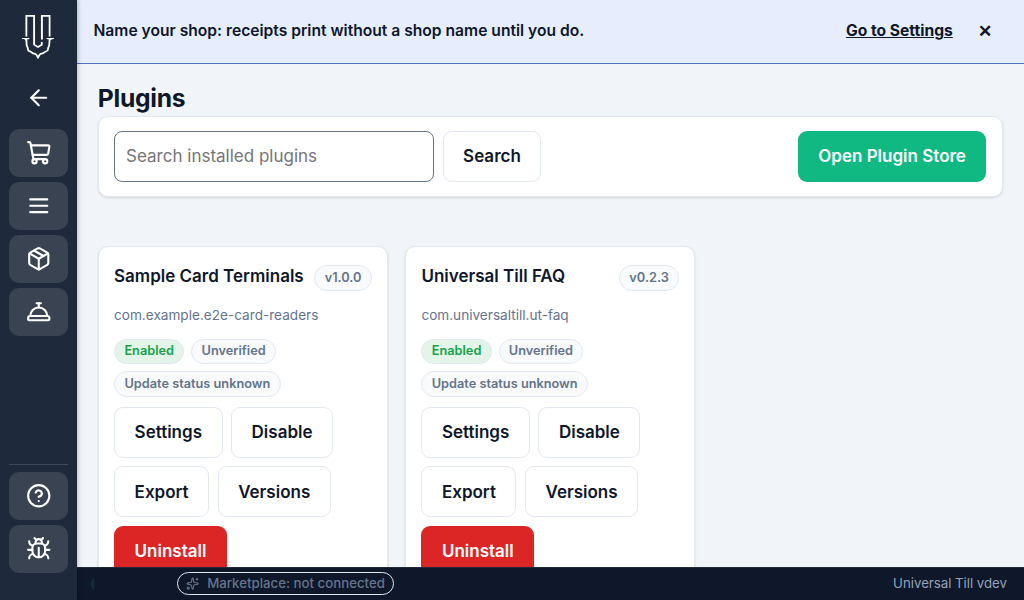 Name your shop: receipts print without a shop name until you do.
Go to Settings
Plugins
Search installed plugins
Search
Open Plugin Store
Sample Card Terminals
v1.0.0
com.example.e2e-card-readers
Enabled
Unverified
Update status unknown
Settings
Disable
Export
Versions
Uninstall
Universal Till FAQ
v0.2.3
com.universaltill.ut-faq
Enabled
Unverified
Update status unknown
Settings
Disable
Export
Versions
Uninstall
Marketplace: not connected
Universal Till vdev